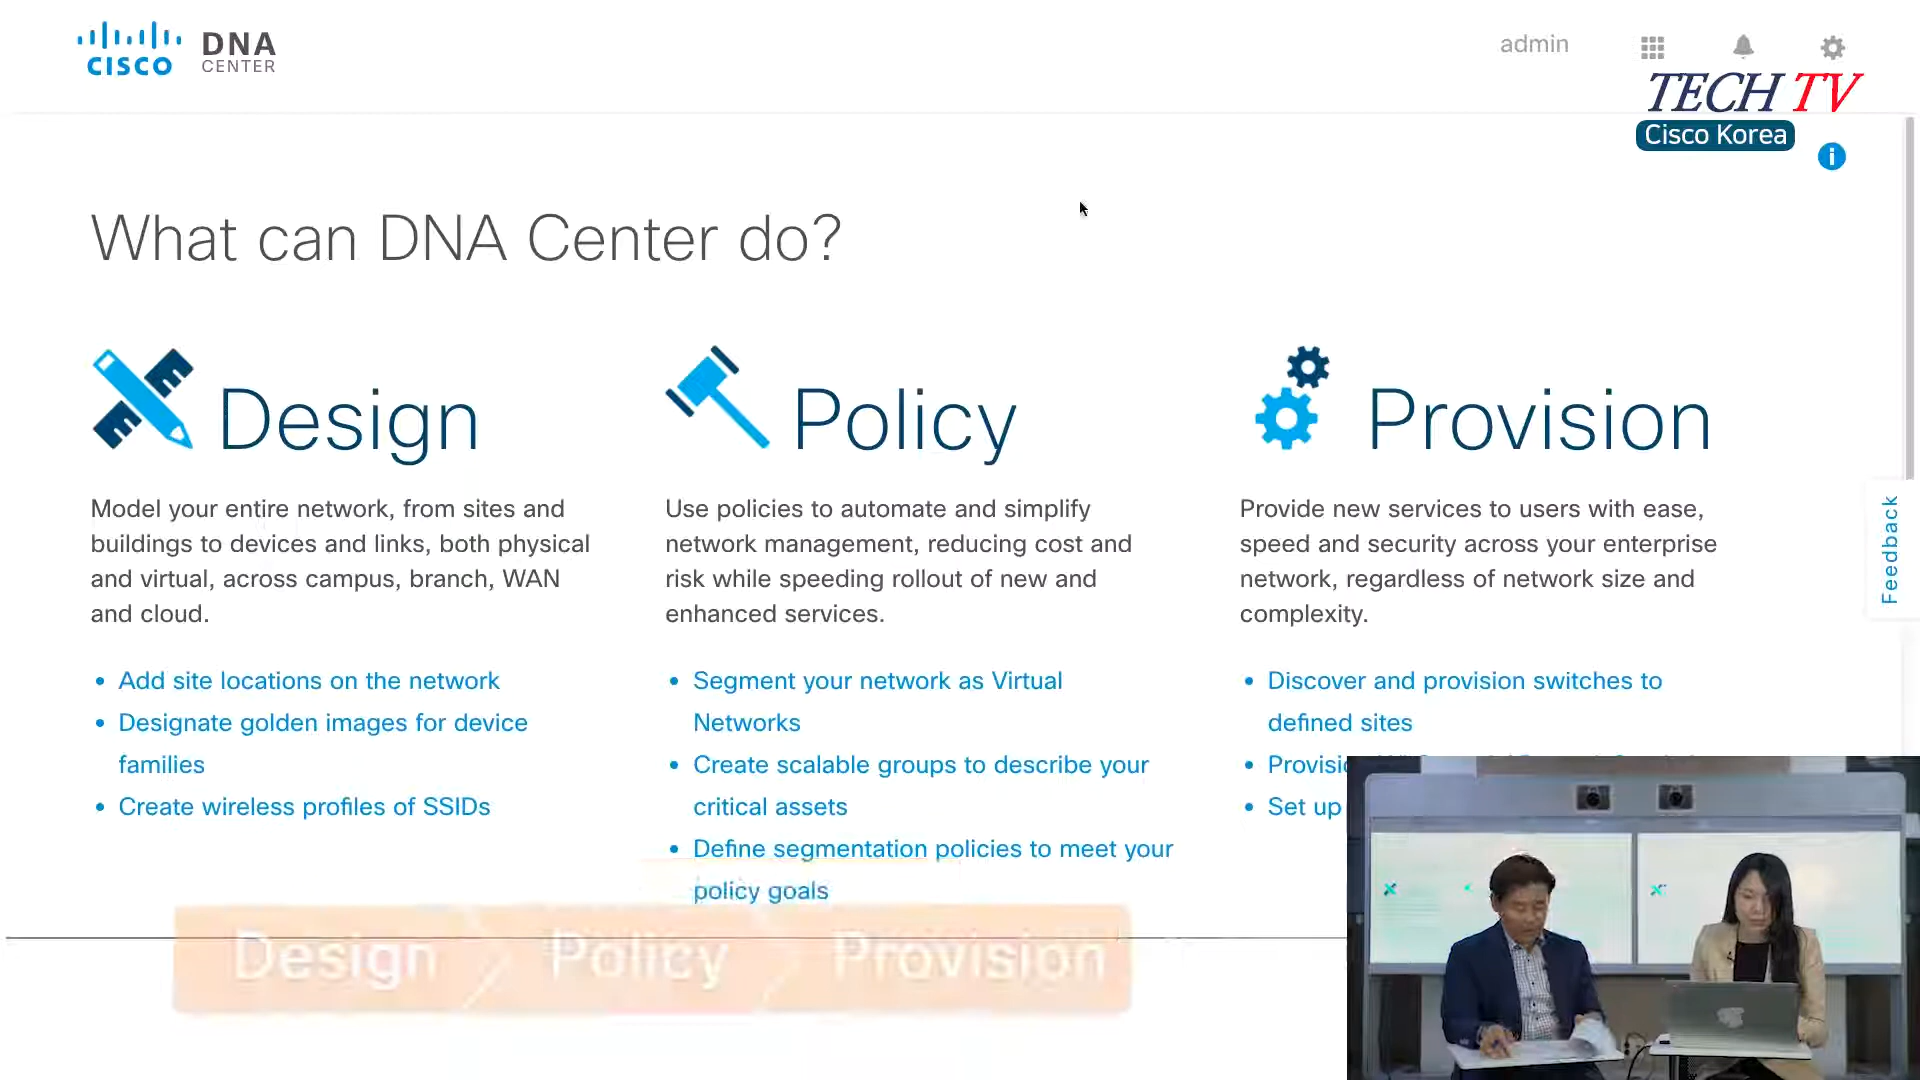 CISCO
DNA
CENTER
admin
TECH TV
Cisco Korea
What can DNA Center do?
Design
Model your entire network, from sites and
buildings to devices and links, both physical
and virtual, across campus, branch, WAN
and cloud.
Add site locations on the network
Designate golden images for device
families
Create wireless profiles of SSIDs
Policy
Use policies to automate and simplify
network management, reducing cost and
risk while speeding rollout of new and
enhanced services.
Segment your network as Virtual
Networks
Create scalable groups to describe your
critical assets
Define segmentation policies to meet your
policy goals
Provision
Provide new services to users with ease,
speed and security across your enterprise
network, regardless of network size and
complexity.
Discover and provision switches to
defined sites
Set up
Feedback
Design
Policy
Provision